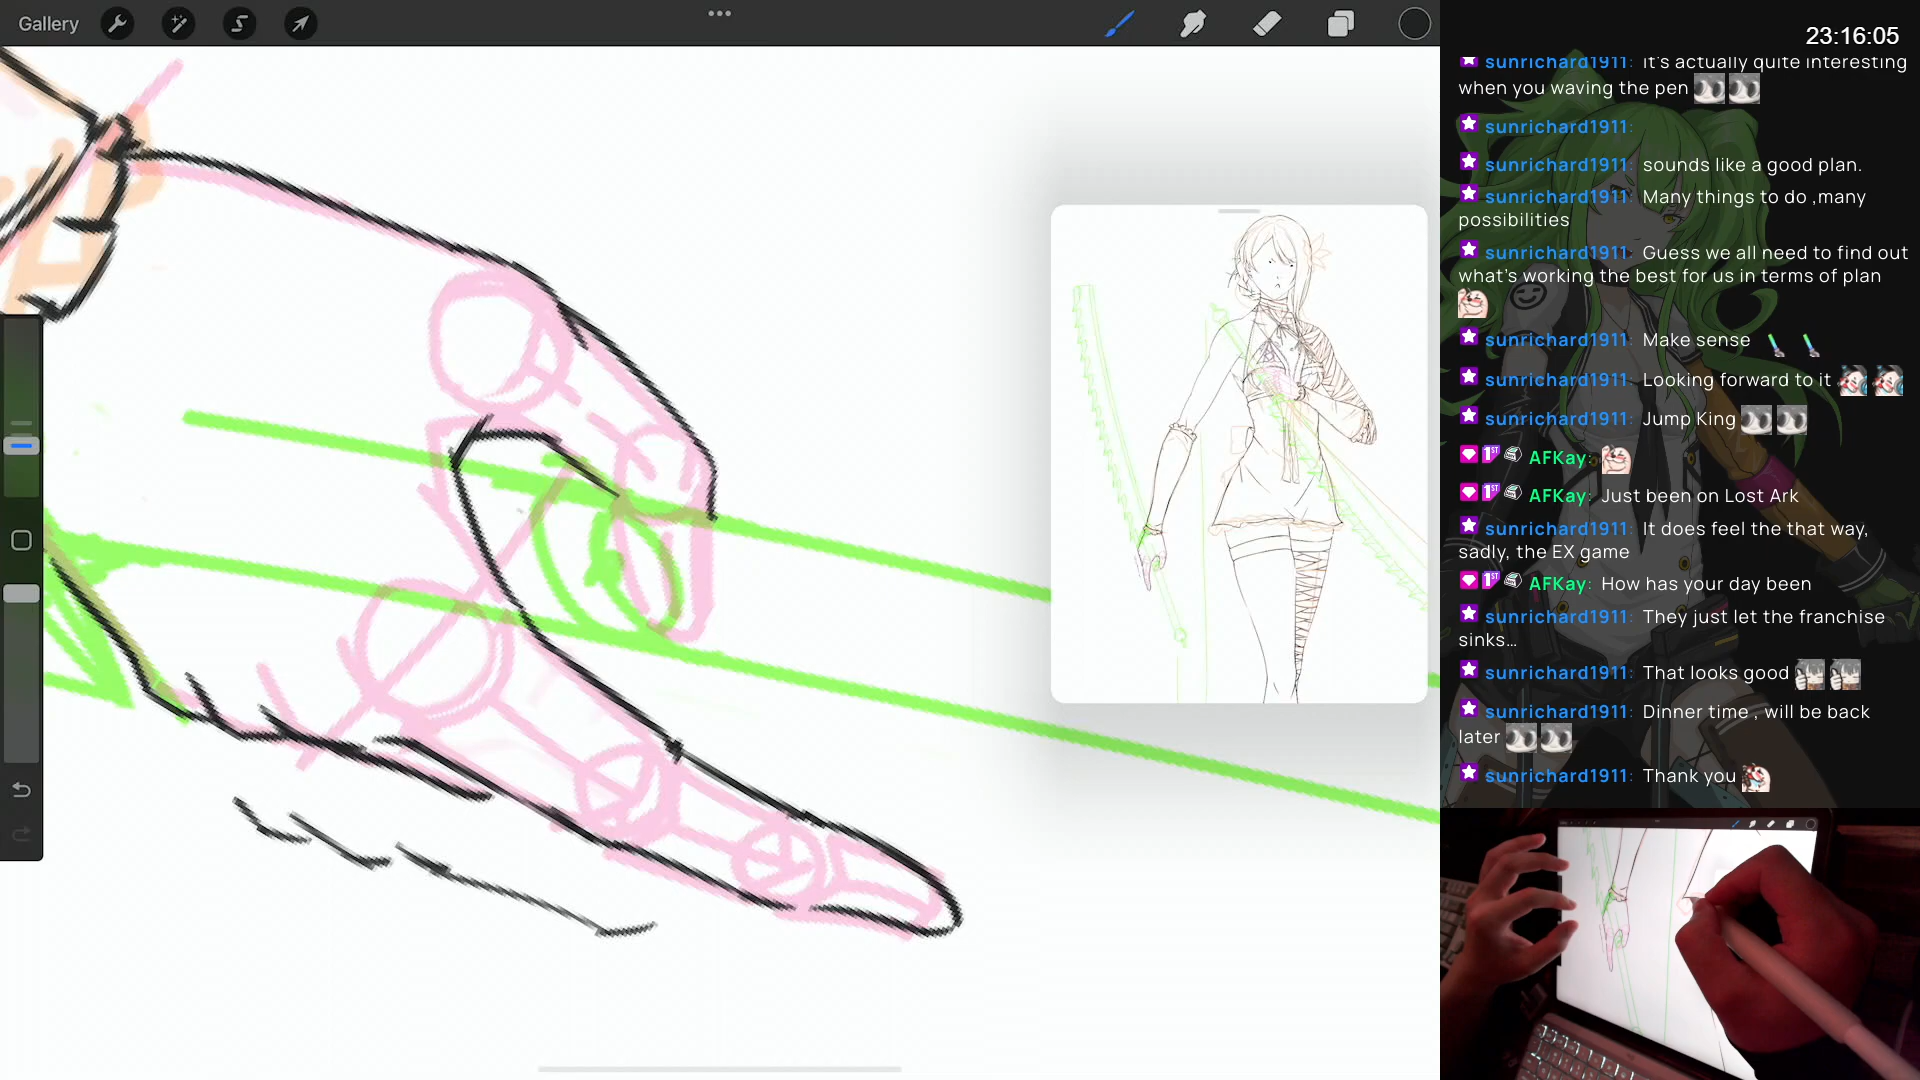 Gallery
23:16:05
sunrichard1911: it's actually quite interesting
when you waving the pen
sunrichard1911:
sunrichard1911: sounds like a good plan.
sunrichard1911: Many things to do ,many
possibilities
sunrichard1911: Guess we all need to find out
what's working the best for us in terms of plan
sunrichard1911: Make sense
sunrichard1911: Looking forward to it
sunrichard1911: Jump King
1ST AFKay:
1ST AFKay: Just been on Lost Ark
sunrichard1911: It does feel the that way,
sadly, the EX game
1ST AFKay: How has your day been
sunrichard1911: They just let the franchise
sinks...
sunrichard1911: That looks good
sunrichard1911: Dinner time , will be back
later
sunrichard1911: Thank you